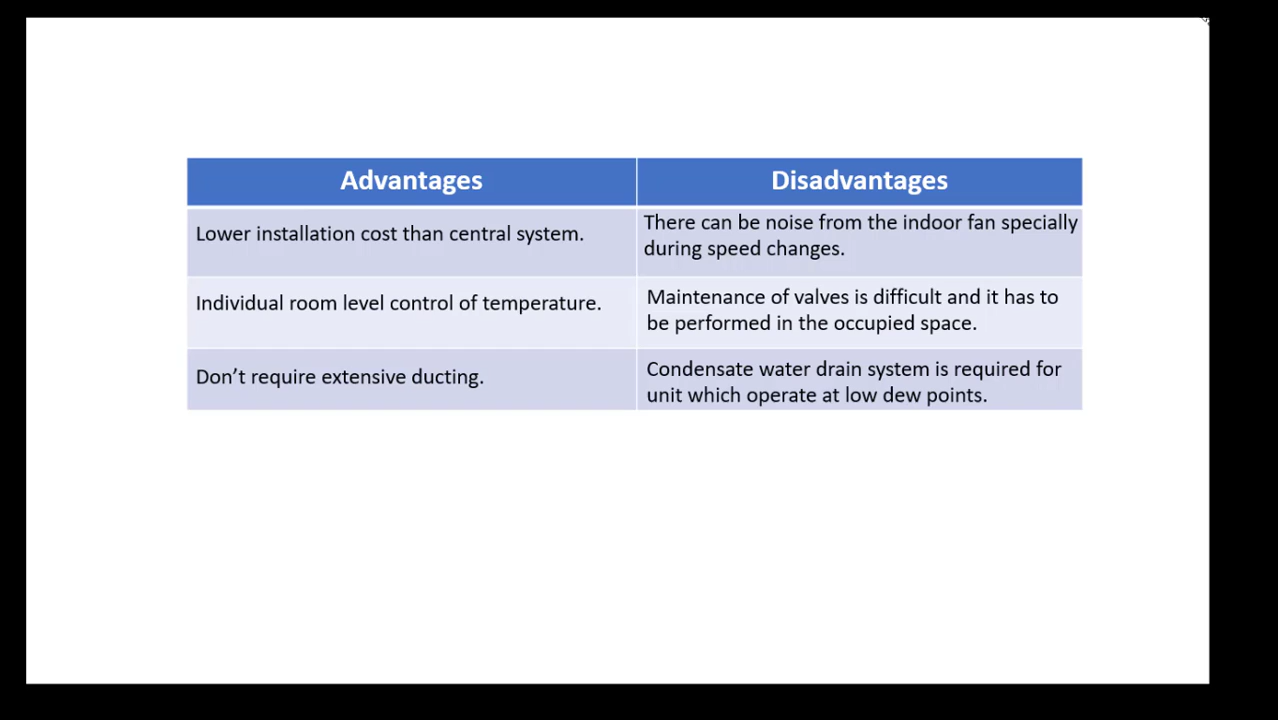 Advantages
Disadvantages
Lower installation cost than central system.
There can be noise from the indoor fan specially
during speed changes.
Individual room level control of temperature.
Maintenance of valves is difficult and it has to
be performed in the occupied space.
Don’t require extensive ducting.
Condensate water drain system is required for
unit which operate at low dew points.